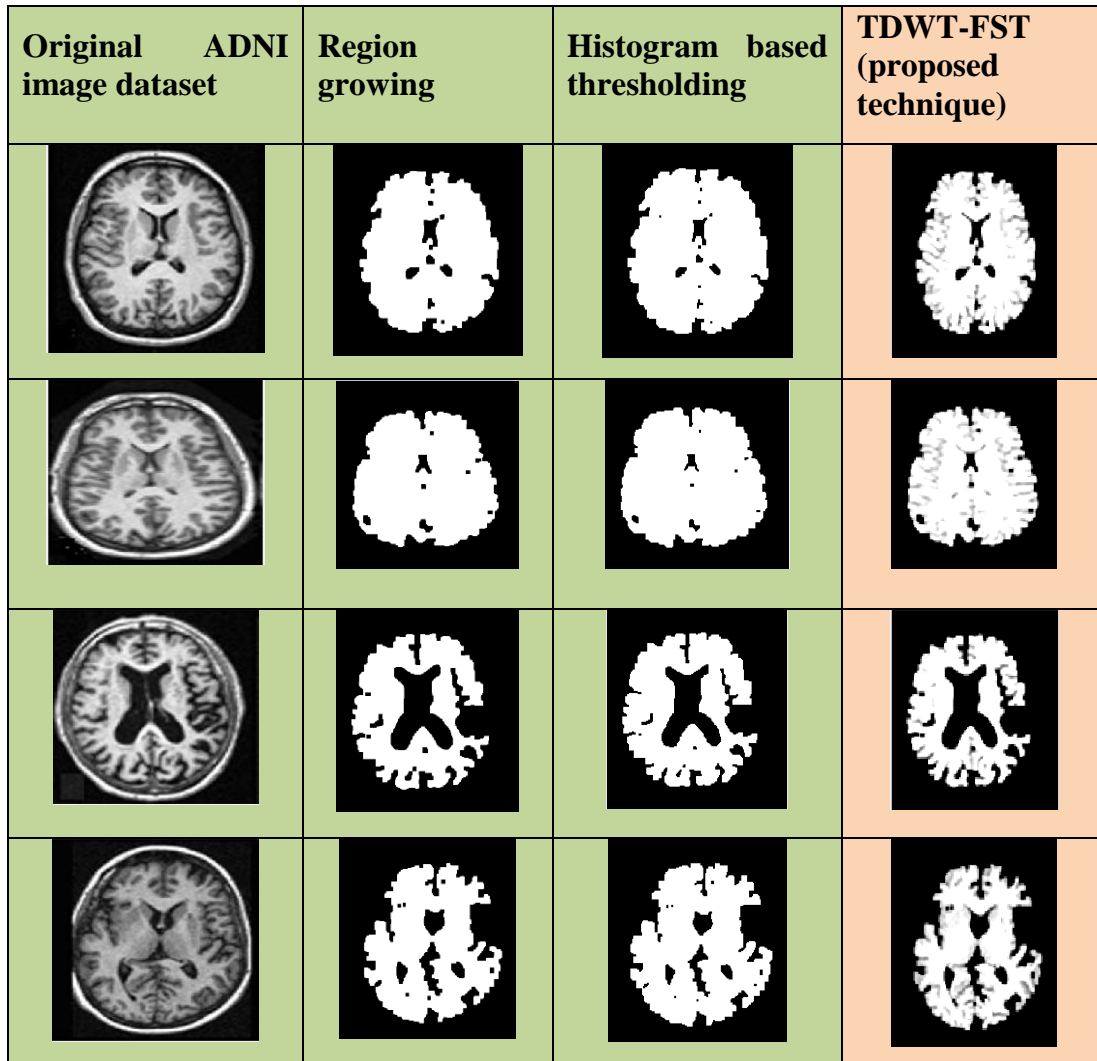 Original ADNI
image dataset
Region
growing
Histogram based
thresholding
TDWT-FST
(proposed
technique)